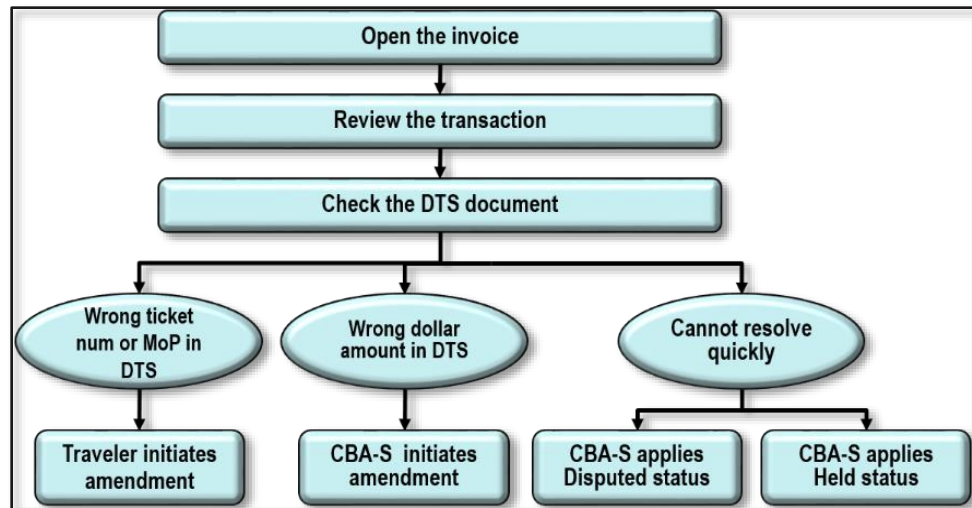 Open the invoice
Review the transaction
Check the DTS document
Wrong ticket
num or MoP in
DTS
Wrong dollar
amount in DTS
Cannot resolve
quickly
Traveler initiates
amendment
CBA-S initiates
amendment
CBA-S applies
Disputed status
CBA-S applies
Held status